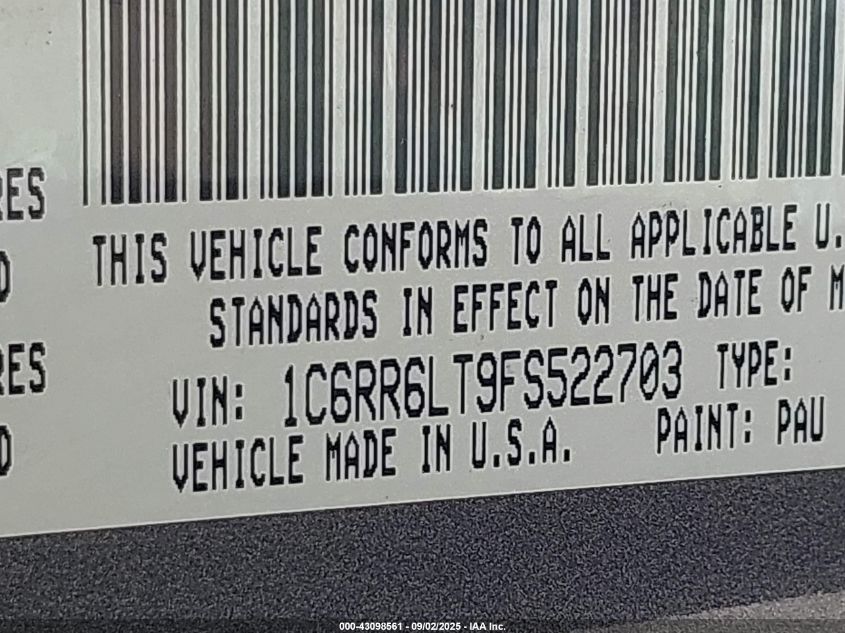 RES
THIS VEHICLE CONFORMS TO ALL APPLICABLE U.
D
STANDARDS IN EFFECT ON THE DATE OF M
RES
VIN: 1C6RR6LT9FS522703 TYPE:
D
VEHICLE MADE IN U.S.A. PAINT: PAU
000-43098561 - 09/02/2025 - IAA Inc.